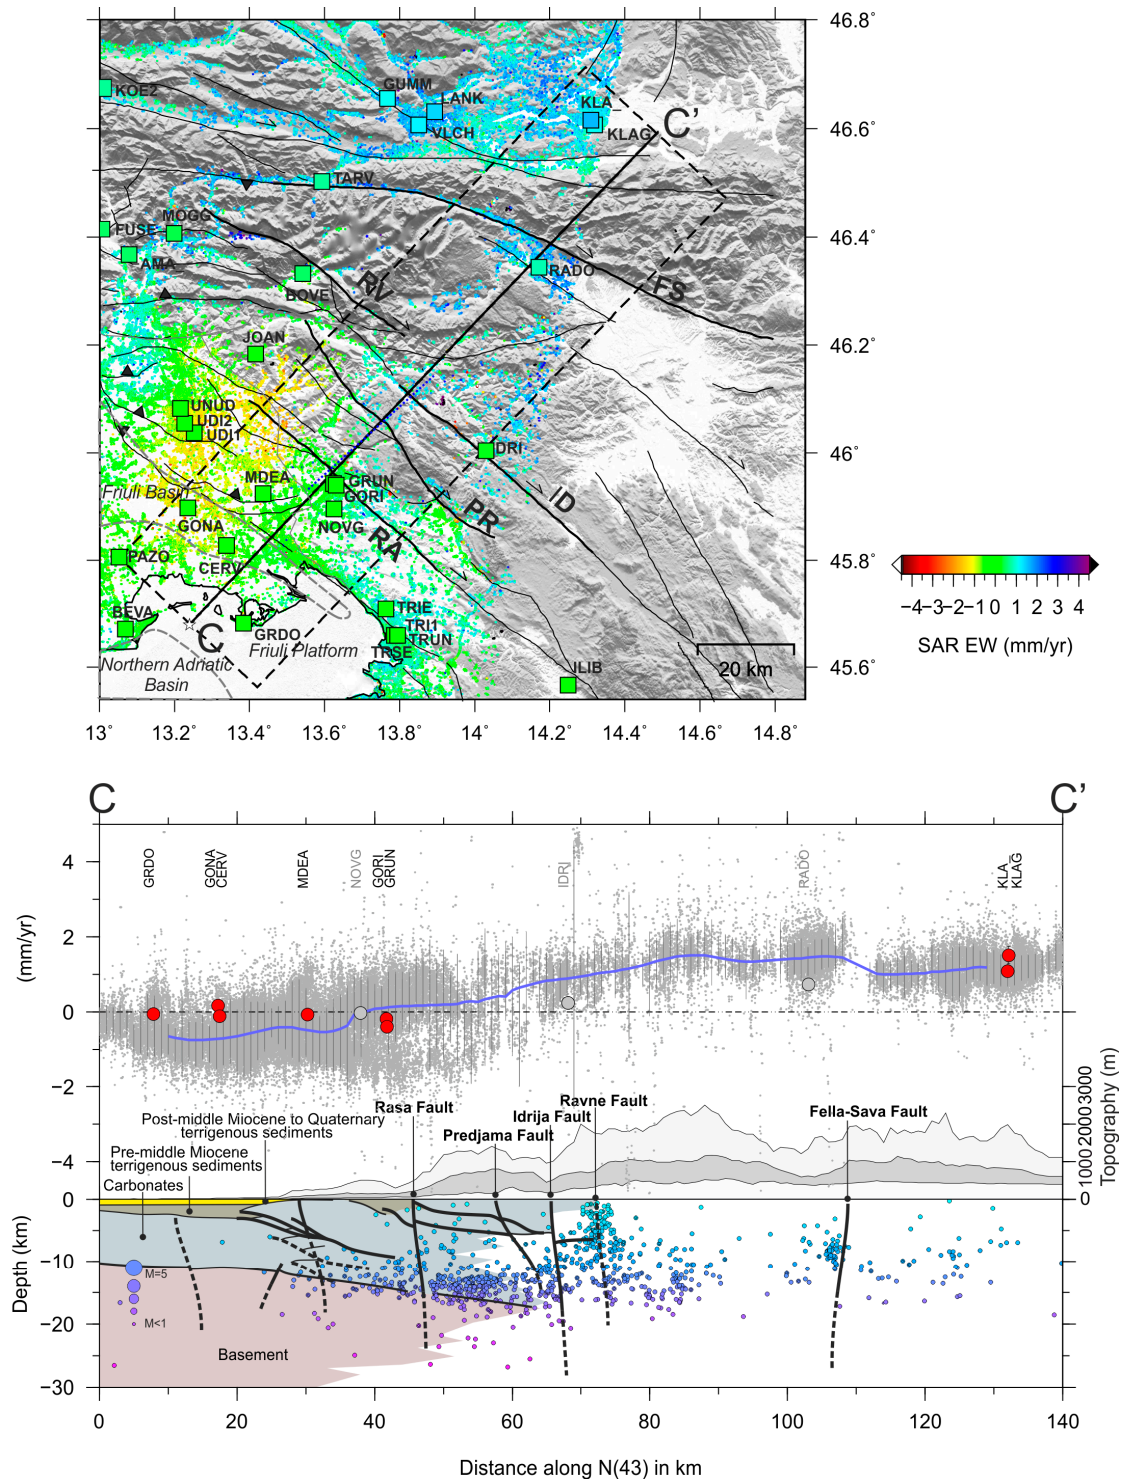 46.8°
GUMM
KOE2
LANK
KLA_
VLCH
KLAG
C’
46.6°
TARV
MOGG
FUSE
46.4°
AMA
RADO
BOVE
RV
FS
JOAN
46.2°
UNUD
UDI2
UDI1
DRI
46°
MDEA
GRUN
Friuli Basin
GORI
ID
GONA
NOVG
PR
RA
PAZO
CERV
45.8°
BEVA
TRIE
C
GRDO
TRI1
TRUN
Friuli Platform
TRSE
Northern Adriatic
Basin
ILIB
20 km
45.6°
13°
13.2°
13.4°
13.6°
13.8°
14°
14.2°
14.4°
14.6°
14.8°
−4 −3 −2 −1 0 1 2 3 4
SAR EW (mm/yr)
C
C’
GRDO
GONA
CERV
MDEA
NOVG
GORI
GRUN
IDRI
RADO
KLA_
KLAG
4
2
0
−2
−4
(mm/yr)
3000
2000
1000
0
Topography (m)
Post-middle Miocene to Quaternary
terrigenous sediments
Pre-middle Miocene
terrigenous sediments
Carbonates
Rasa Fault
Predjama Fault
Idrija Fault
Ravne Fault
Fella-Sava Fault
0
−10
−20
−30
Depth (km)
M=5
M<1
Basement
0 20 40 60 80 100 120 140
Distance along N(43) in km